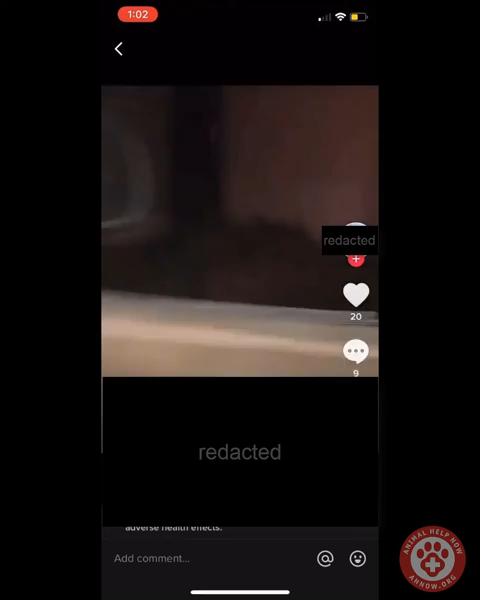 1:02
redacted
20
9
redacted
adverse health effects.
Add comment...
ANIMAL HELP NOW
AHNOW.ORG